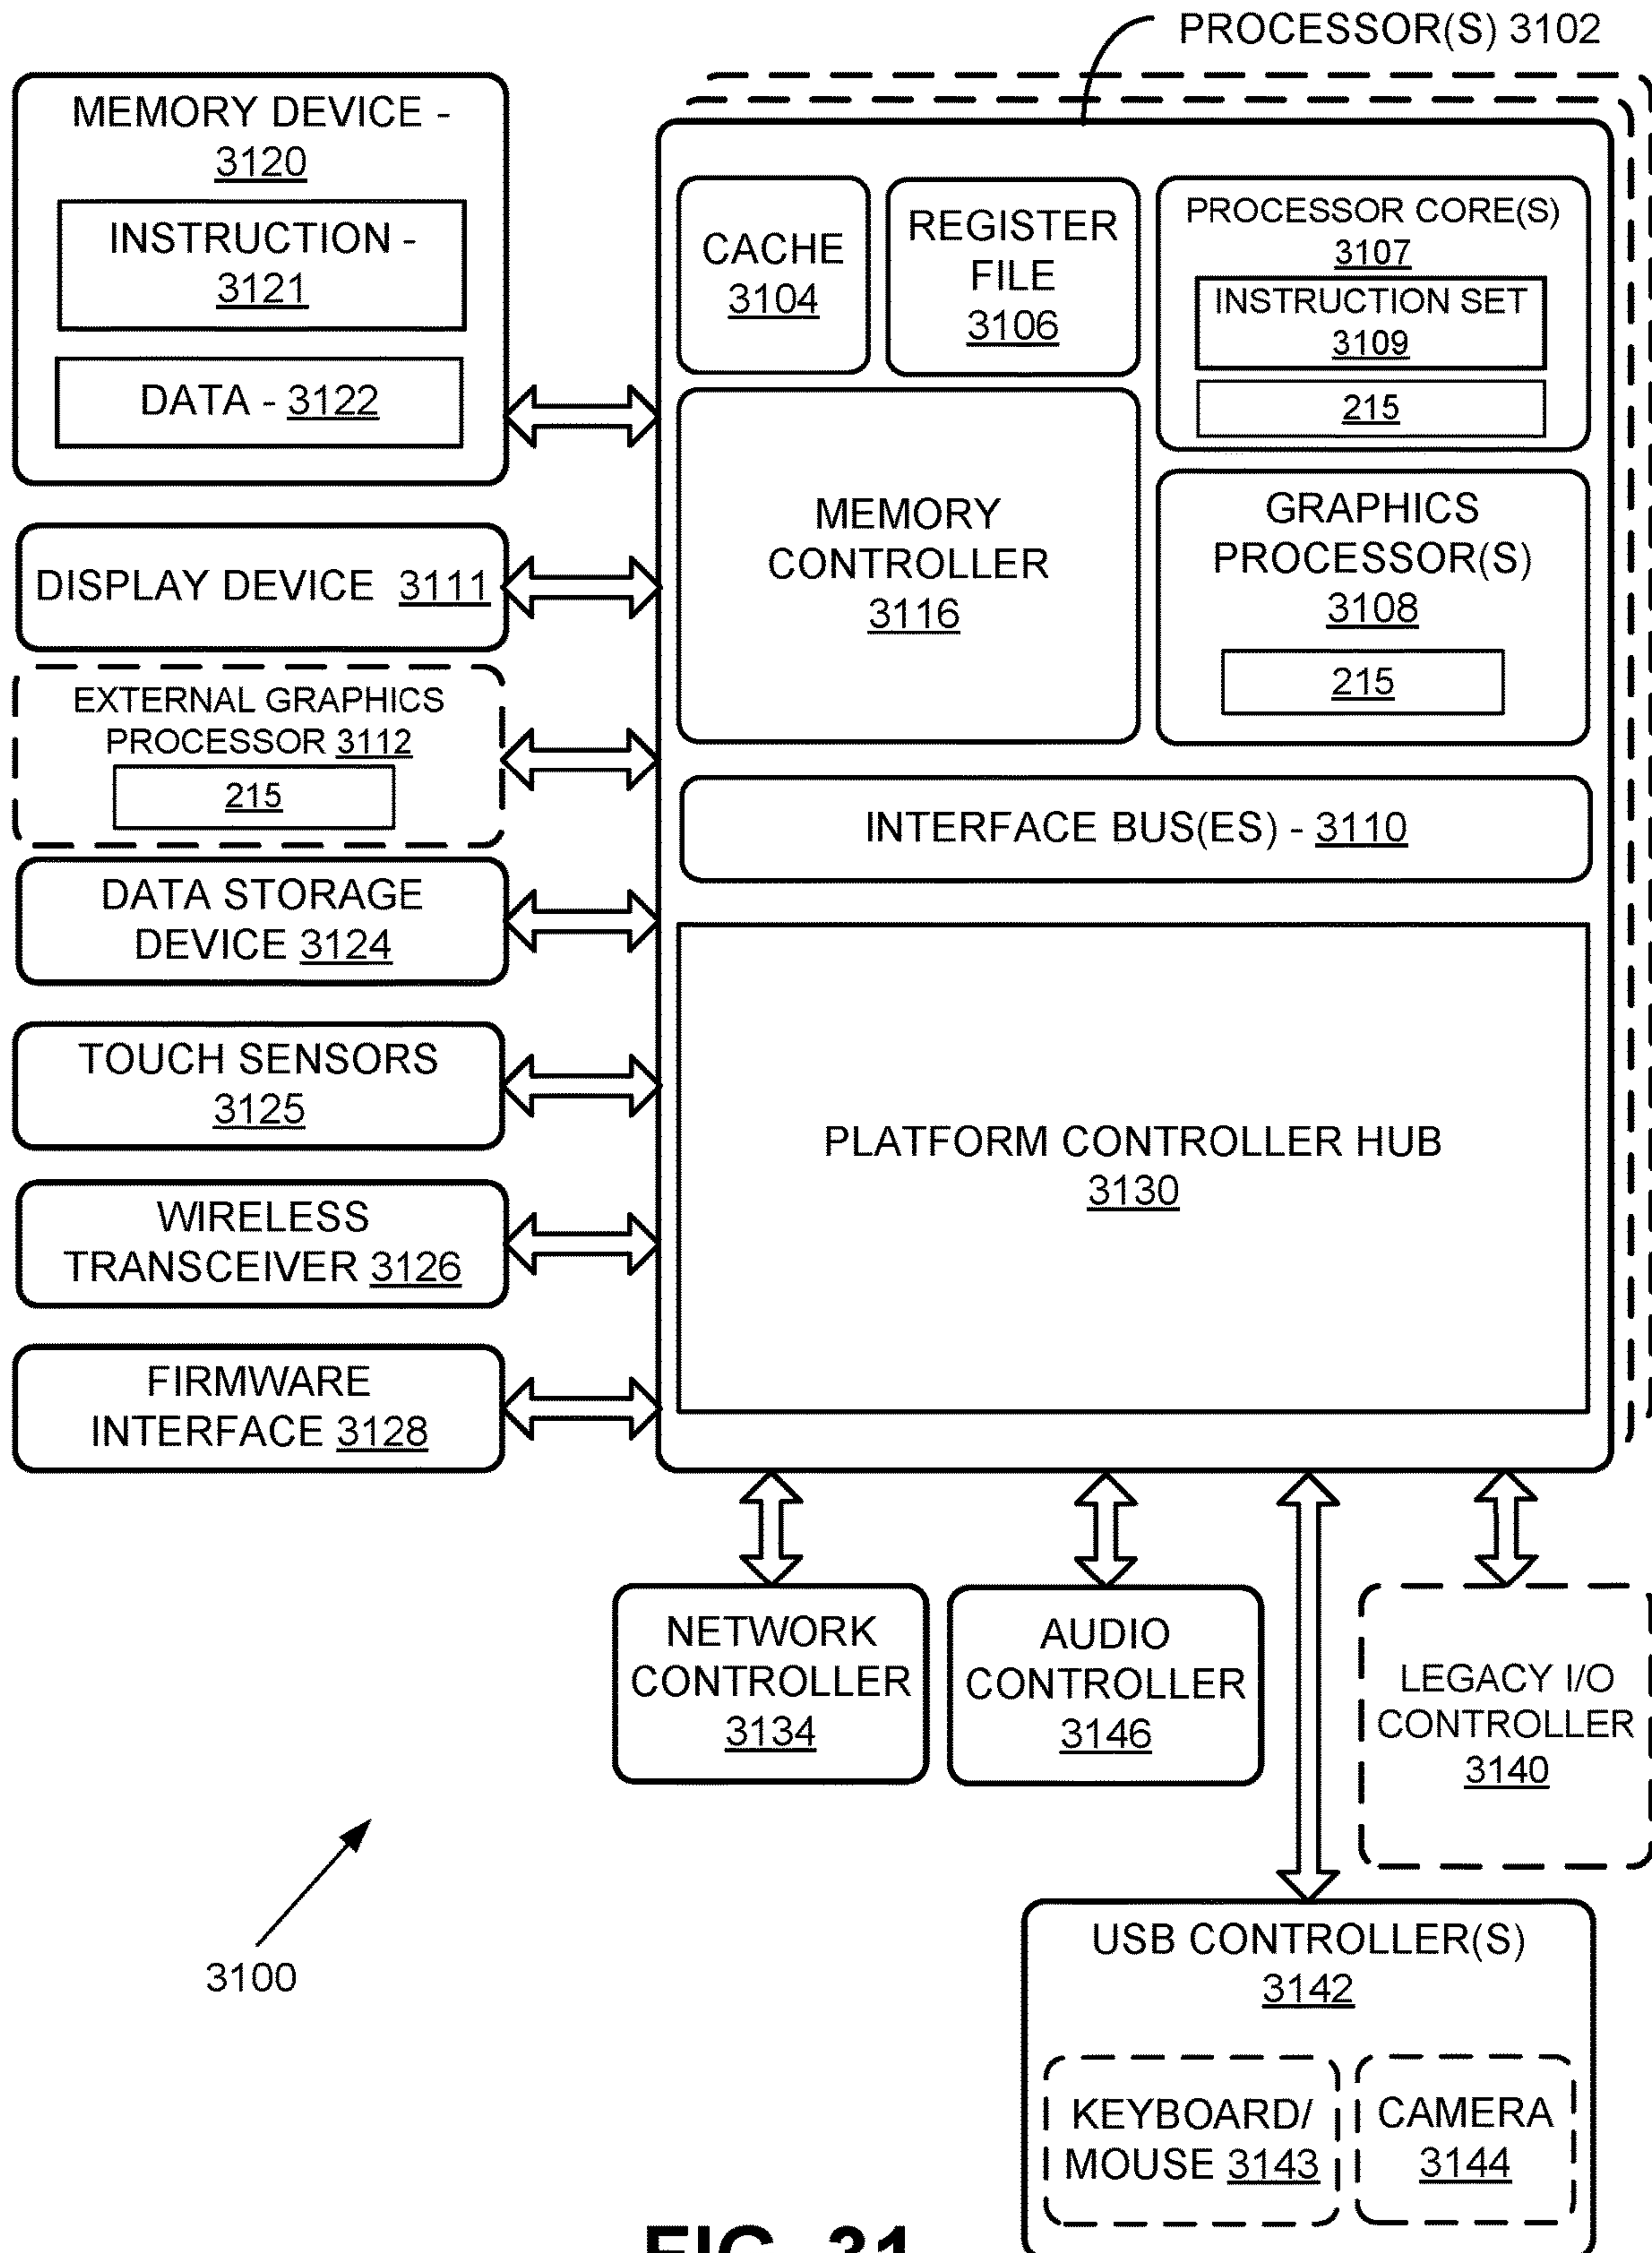 PROCESSOR(S) 3102
MEMORY DEVICE -
3120
INSTRUCTION -
3121
DATA - 3122
CACHE
3104
REGISTER
FILE
3106
PROCESSOR CORE(S)
3107
INSTRUCTION SET
3109
215
MEMORY
CONTROLLER
3116
GRAPHICS
PROCESSOR(S)
3108
215
DISPLAY DEVICE 3111
EXTERNAL GRAPHICS
PROCESSOR 3112
215
INTERFACE BUS(ES) - 3110
DATA STORAGE
DEVICE 3124
TOUCH SENSORS
3125
WIRELESS
TRANSCEIVER 3126
FIRMWARE
INTERFACE 3128
PLATFORM CONTROLLER HUB
3130
NETWORK
CONTROLLER
3134
AUDIO
CONTROLLER
3146
LEGACY I/O
CONTROLLER
3140
3100
USB CONTROLLER(S)
3142
KEYBOARD/
MOUSE 3143
CAMERA
3144
FIG. 31